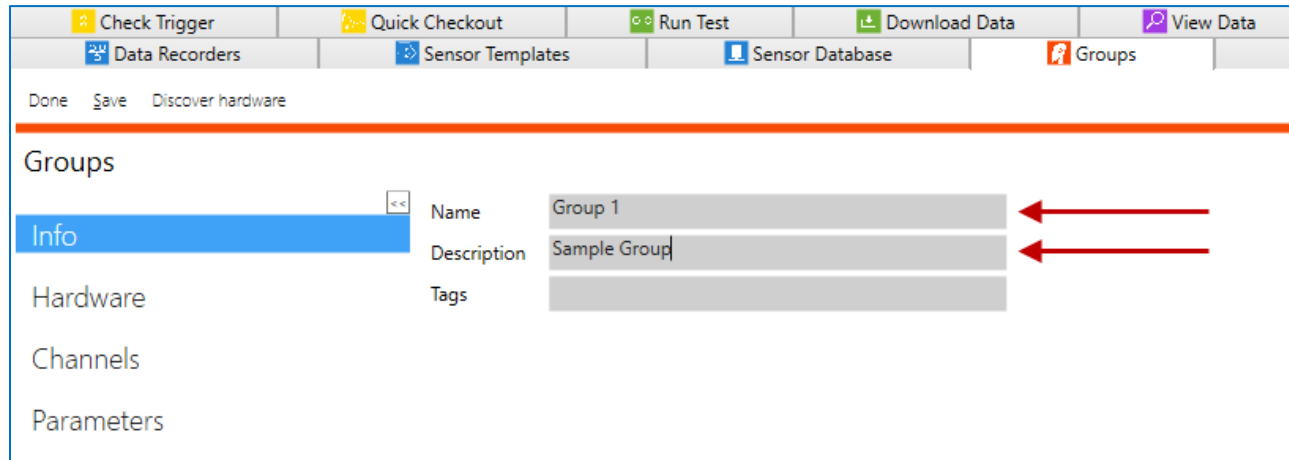 Check Trigger Quick Checkout Run Test Download Data View Data
Data Recorders Sensor Templates Sensor Database Groups
Done Save Discover hardware
Groups
<<
Name Group 1
Info
Description Sample Group
Tags
Hardware
Channels
Parameters